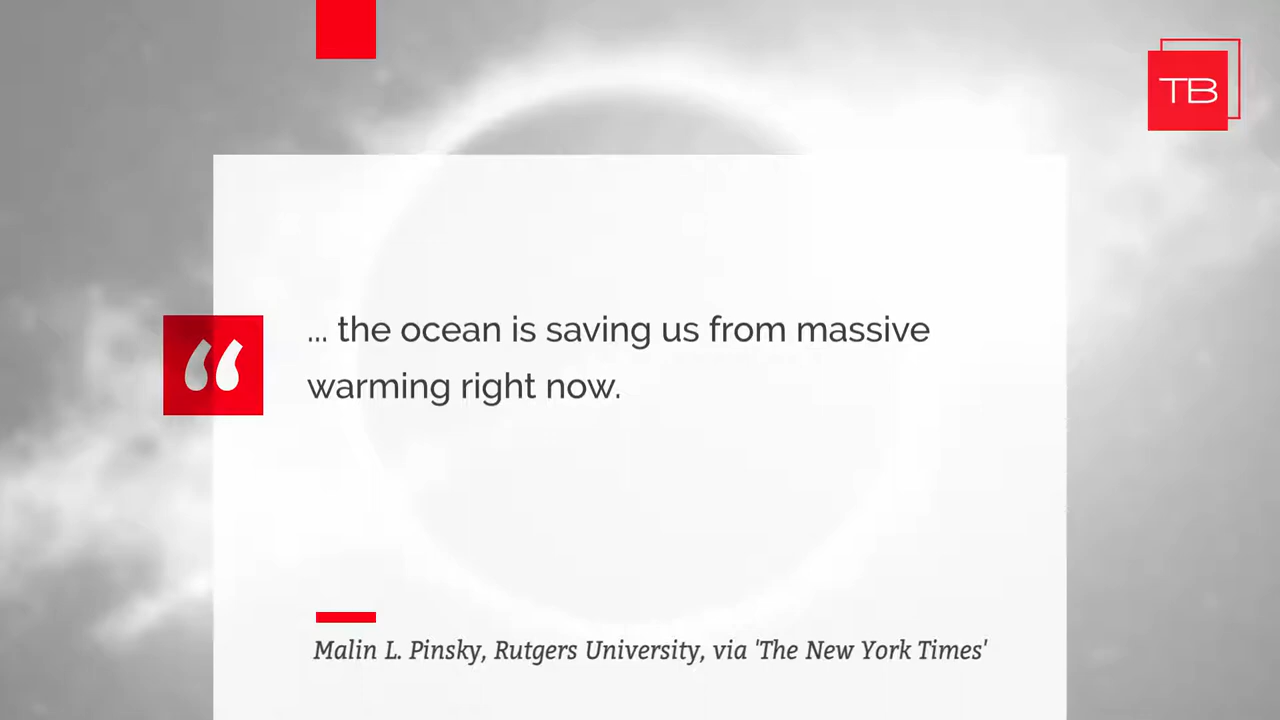 TB
“
... the ocean is saving us from massive
warming right now.
Malin L. Pinsky, Rutgers University, via 'The New York Times'